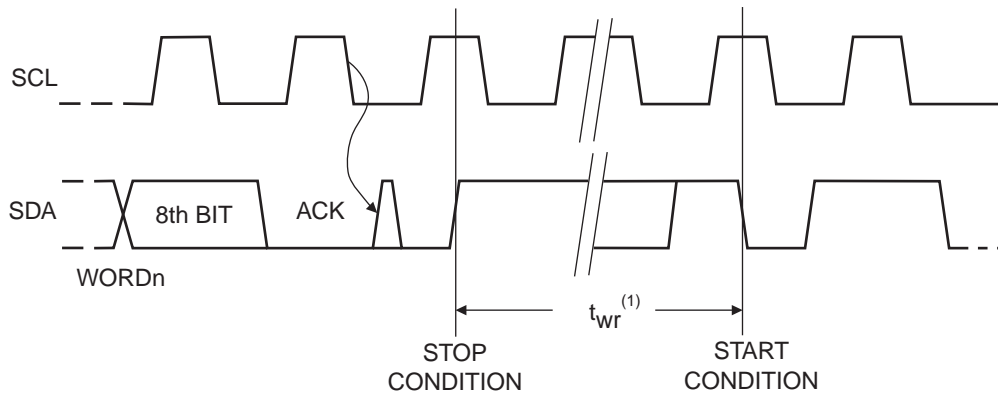 SCL
SDA
8th BIT
ACK
WORDn
twr(1)
STOP
CONDITION
START
CONDITION